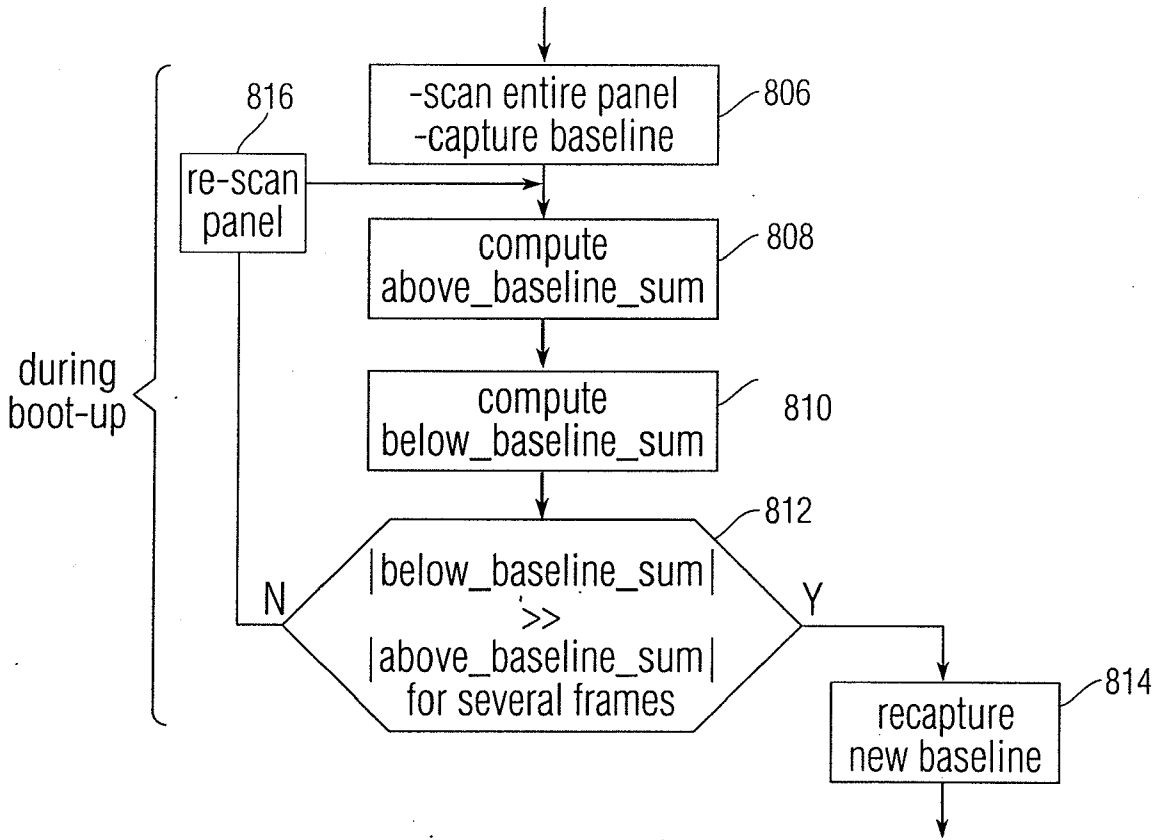 -scan entire panel
-capture baseline
806
816
re-scan
panel
compute
above_baseline_sum
808
during
boot-up
compute
below_baseline_sum
810
812
|below_baseline_sum|
>>
|above_baseline_sum|
for several frames
N
Y
recapture
new baseline
814